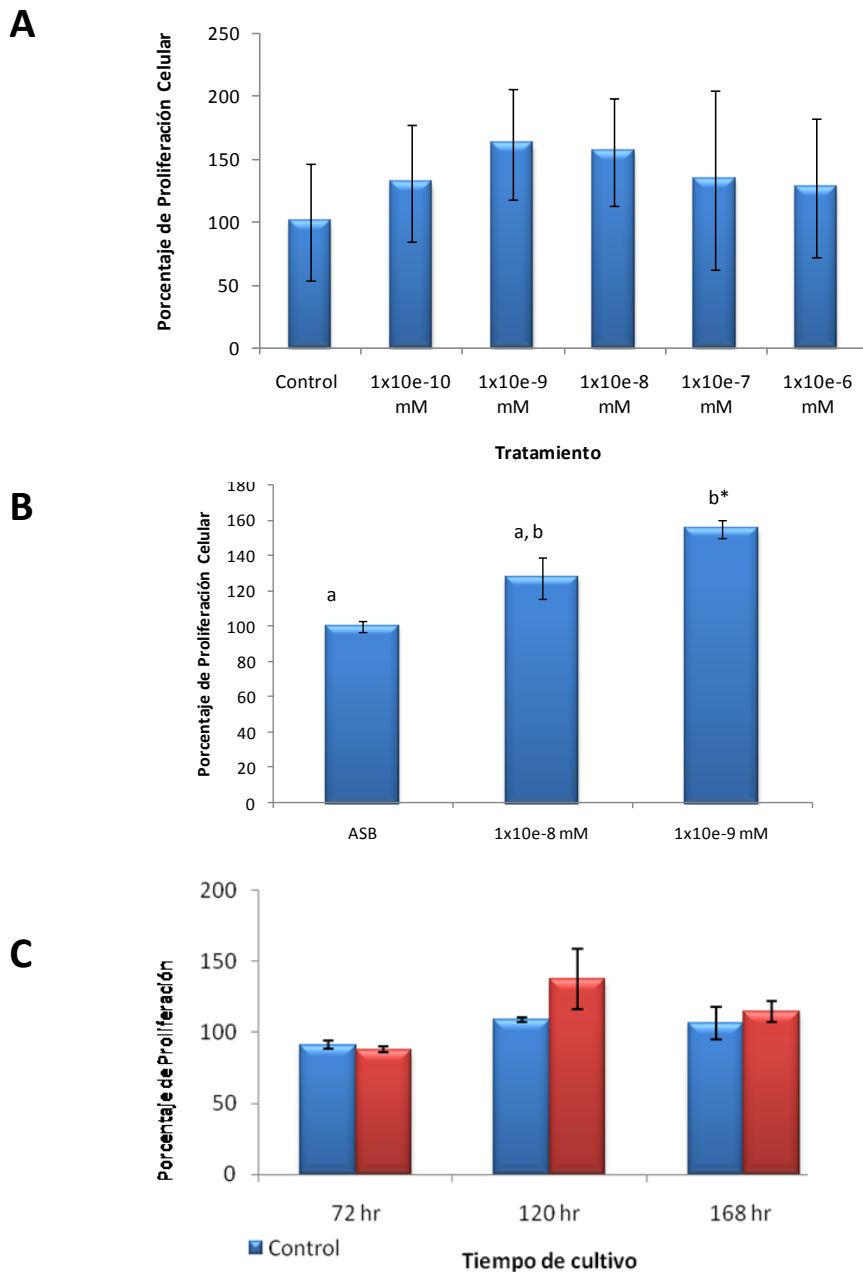 A
Porcentaje de Proliferación Celular
250
200
150
100
50
0
Control 1x10e-10 1x10e-9 1x10e-8 1x10e-7 1x10e-6
mM mM mM mM mM
Tratamiento
B
Porcentaje de Proliferación Celular
180
160
140
120
100
80
60
40
20
0
a
a, b
b*
ASB 1x10e-8 mM 1x10e-9 mM
C
Porcentaje de Proliferación
200
150
100
50
0
72 hr 120 hr 168 hr
Control
Tiempo de cultivo